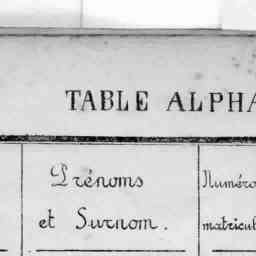 TABLE ALPHA
Prénoms
et Surnom.
Numéro
matricul